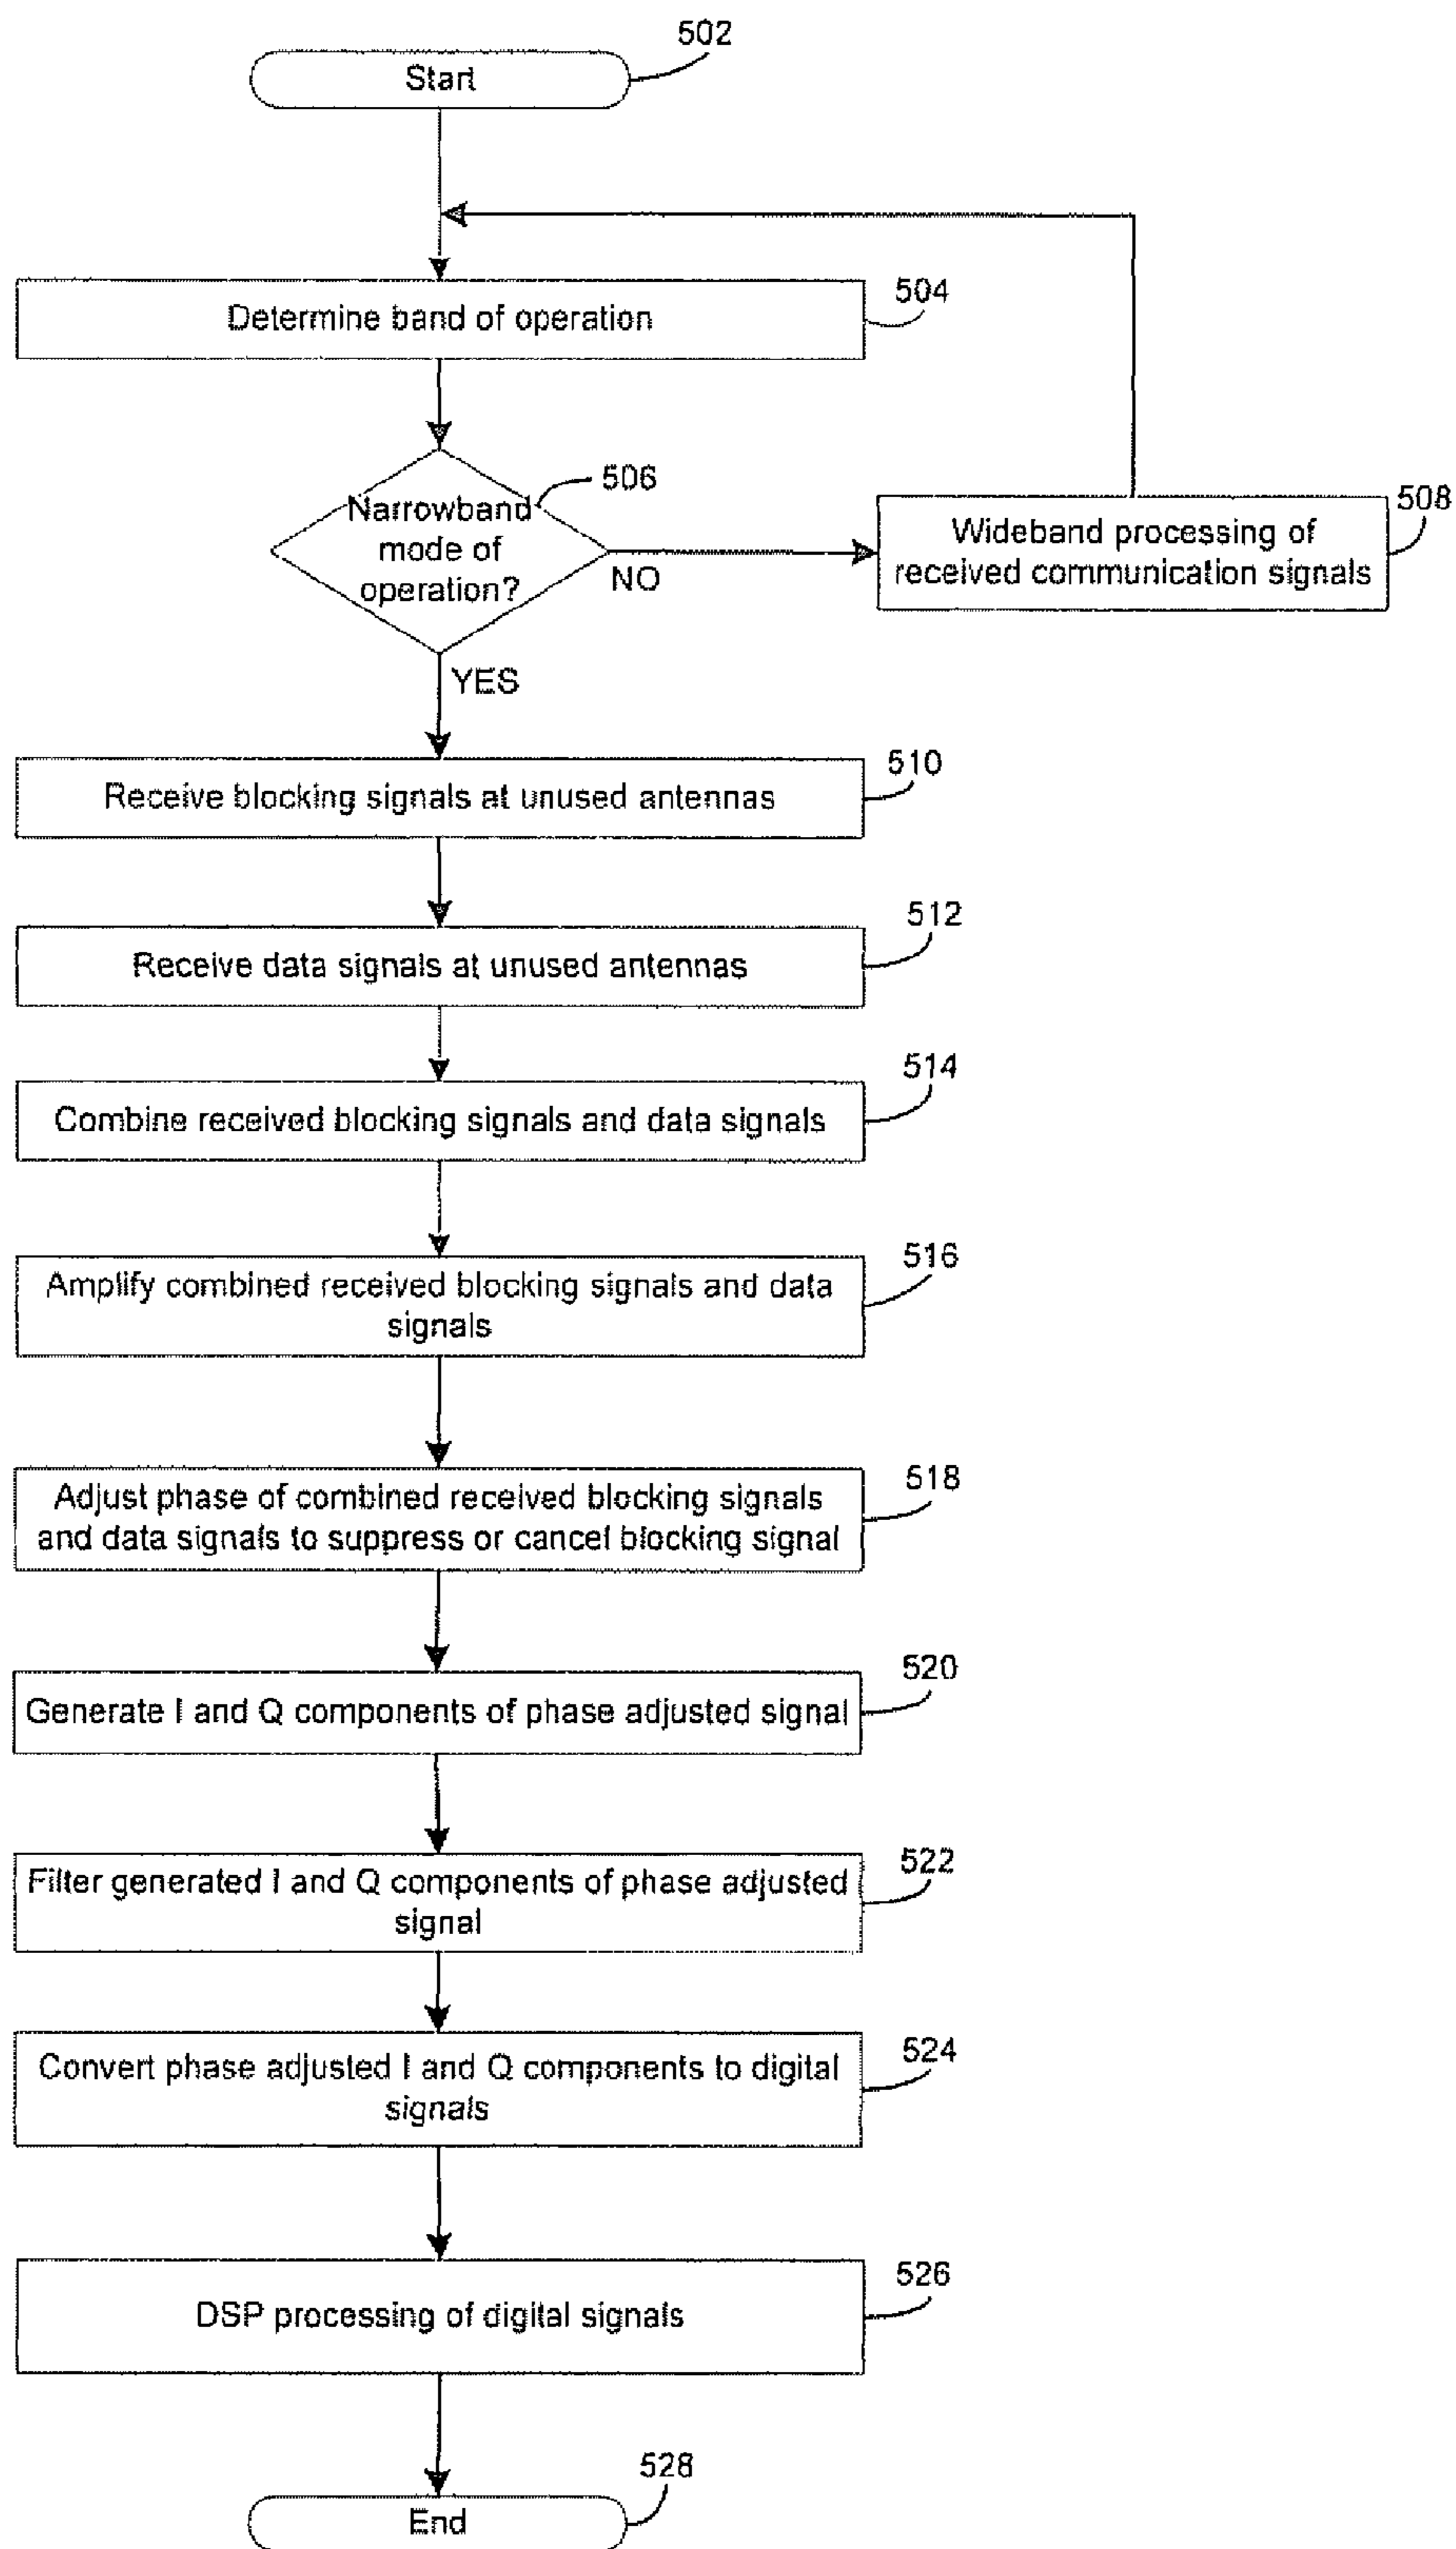 502
Start
504
Determine band of operation
506
Narrowband
mode of
operation?
NO
508
Wideband processing of
received communication signals
YES
510
Receive blocking signals at unused antennas
512
Receive data signals at unused antennas
514
Combine received blocking signals and data signals
516
Amplify combined received blocking signals and data
signals
518
Adjust phase of combined received blocking signals
and data signals to suppress or cancel blocking signal
520
Generate I and Q components of phase adjusted signal
522
Filter generated I and Q components of phase adjusted
signal
524
Convert phase adjusted I and Q components to digital
signals
526
DSP processing of digital signals
528
End